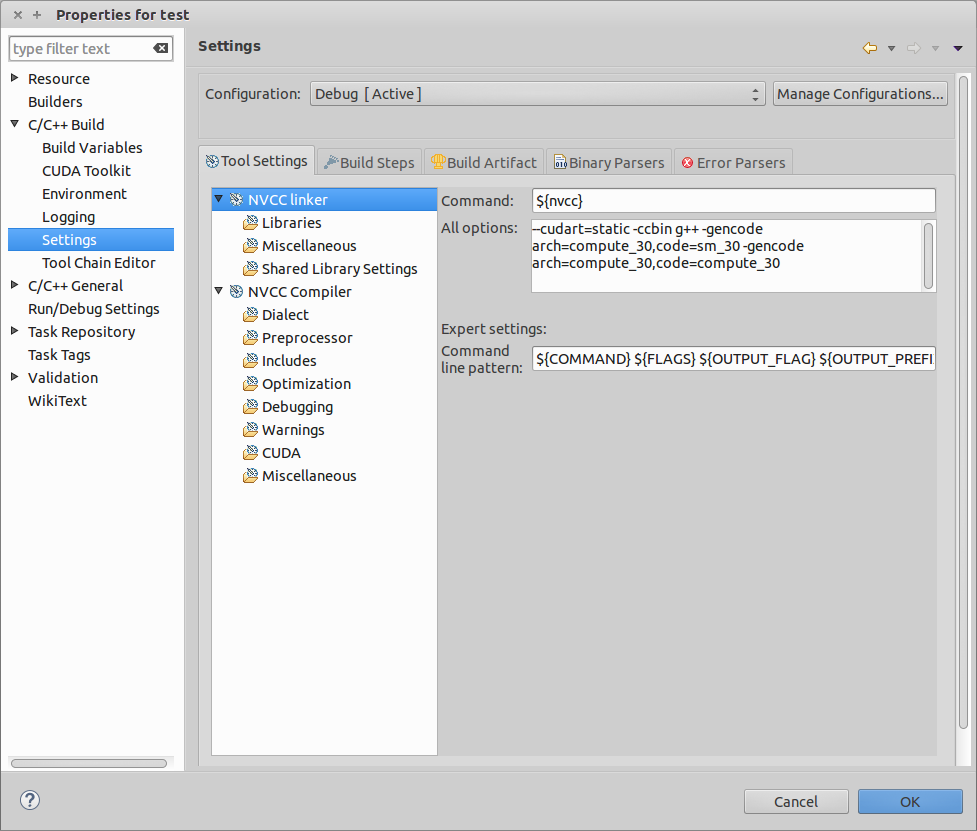 Properties for test
type filter text
Resource
Builders
C/C++ Build
Build Variables
CUDA Toolkit
Environment
Logging
Settings
Tool Chain Editor
C/C++ General
Run/Debug Settings
Task Repository
Task Tags
Validation
WikiText
Settings
Configuration: Debug [ Active ] Manage Configurations...
Tool Settings Build Steps Build Artifact Binary Parsers Error Parsers
NVCC linker
Libraries
Miscellaneous
Shared Library Settings
NVCC Compiler
Dialect
Preprocessor
Includes
Optimization
Debugging
Warnings
CUDA
Miscellaneous
Command: ${nvcc}
All options: --cudart=static -ccbin g++ -gencode
arch=compute_30,code=sm_30 -gencode
arch=compute_30,code=compute_30
Expert settings:
Command
line pattern: ${COMMAND} ${FLAGS} ${OUTPUT_FLAG} ${OUTPUT_PREFI
Cancel OK